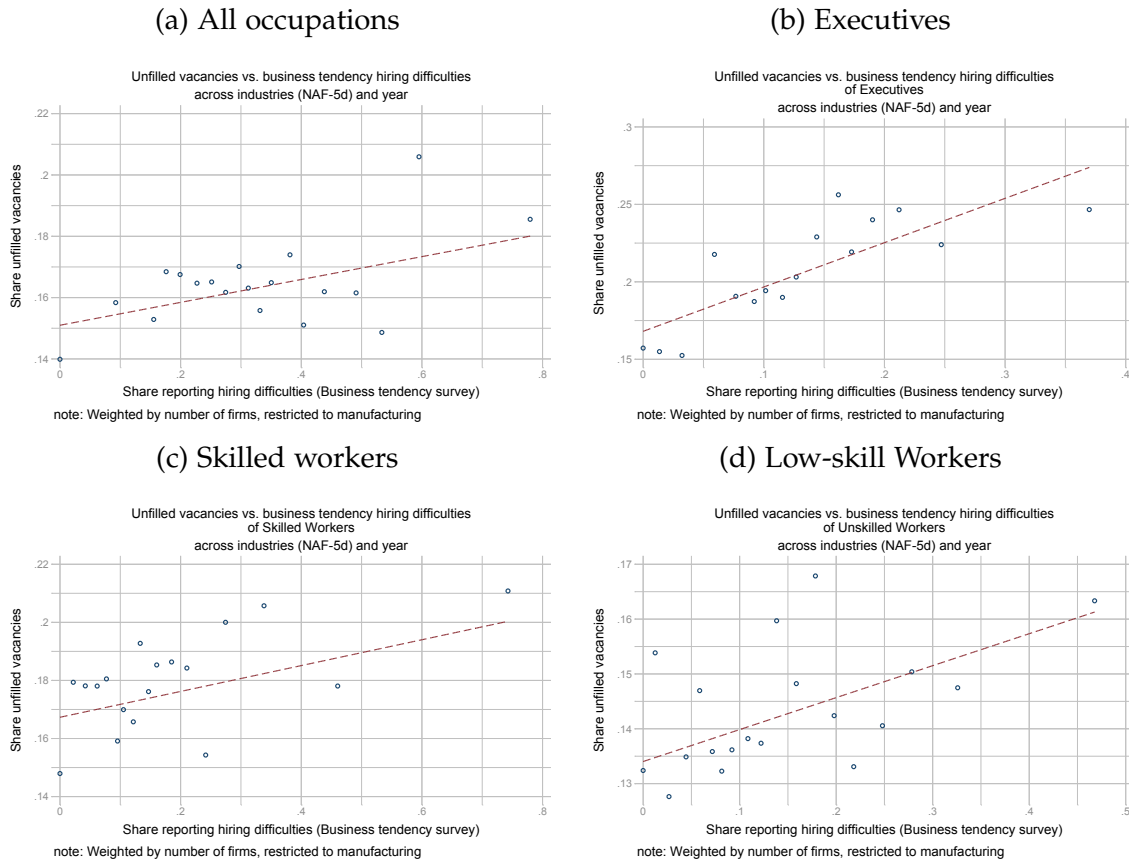 (a) All occupations
Unfilled vacancies vs. business tendency hiring difficulties
across industries (NAF-5d) and year
Share unfilled vacancies
.22
.2
.18
.16
.14
0
.2
.4
.6
.8
Share reporting hiring difficulties (Business tendency survey)
note: Weighted by number of firms, restricted to manufacturing
(b) Executives
Unfilled vacancies vs. business tendency hiring difficulties
of Executives
across industries (NAF-5d) and year
Share unfilled vacancies
.3
.25
.2
.15
0
.1
.2
.3
.4
Share reporting hiring difficulties (Business tendency survey)
note: Weighted by number of firms, restricted to manufacturing
(c) Skilled workers
Unfilled vacancies vs. business tendency hiring difficulties
of Skilled Workers
across industries (NAF-5d) and year
Share unfilled vacancies
.22
.2
.18
.16
.14
0
.2
.4
.6
.8
Share reporting hiring difficulties (Business tendency survey)
note: Weighted by number of firms, restricted to manufacturing
(d) Low-skill Workers
Unfilled vacancies vs. business tendency hiring difficulties
of Unskilled Workers
across industries (NAF-5d) and year
Share unfilled vacancies
.17
.16
.15
.14
.13
0
.1
.2
.3
.4
.5
Share reporting hiring difficulties (Business tendency survey)
note: Weighted by number of firms, restricted to manufacturing